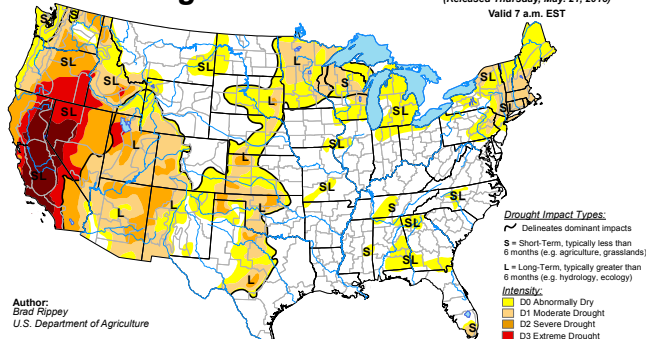 (Released Thursday, May. 21, 2015)
Valid 7 a.m. EST
S
S
SL
SL
L
S
SL
SL
SL
L
SL
SL
SL
L
L
SL
SL
SL
L
L
L
S
SL
S
SL
L
S
Drought Impact Types:
Delineates dominant impacts
S = Short-Term, typically less than
6 months (e.g. agriculture, grasslands)
L = Long-Term, typically greater than
6 months (e.g. hydrology, ecology)
Intensity:
D0 Abnormally Dry
D1 Moderate Drought
D2 Severe Drought
D3 Extreme Drought
Author:
Brad Rippey
U.S. Department of Agriculture